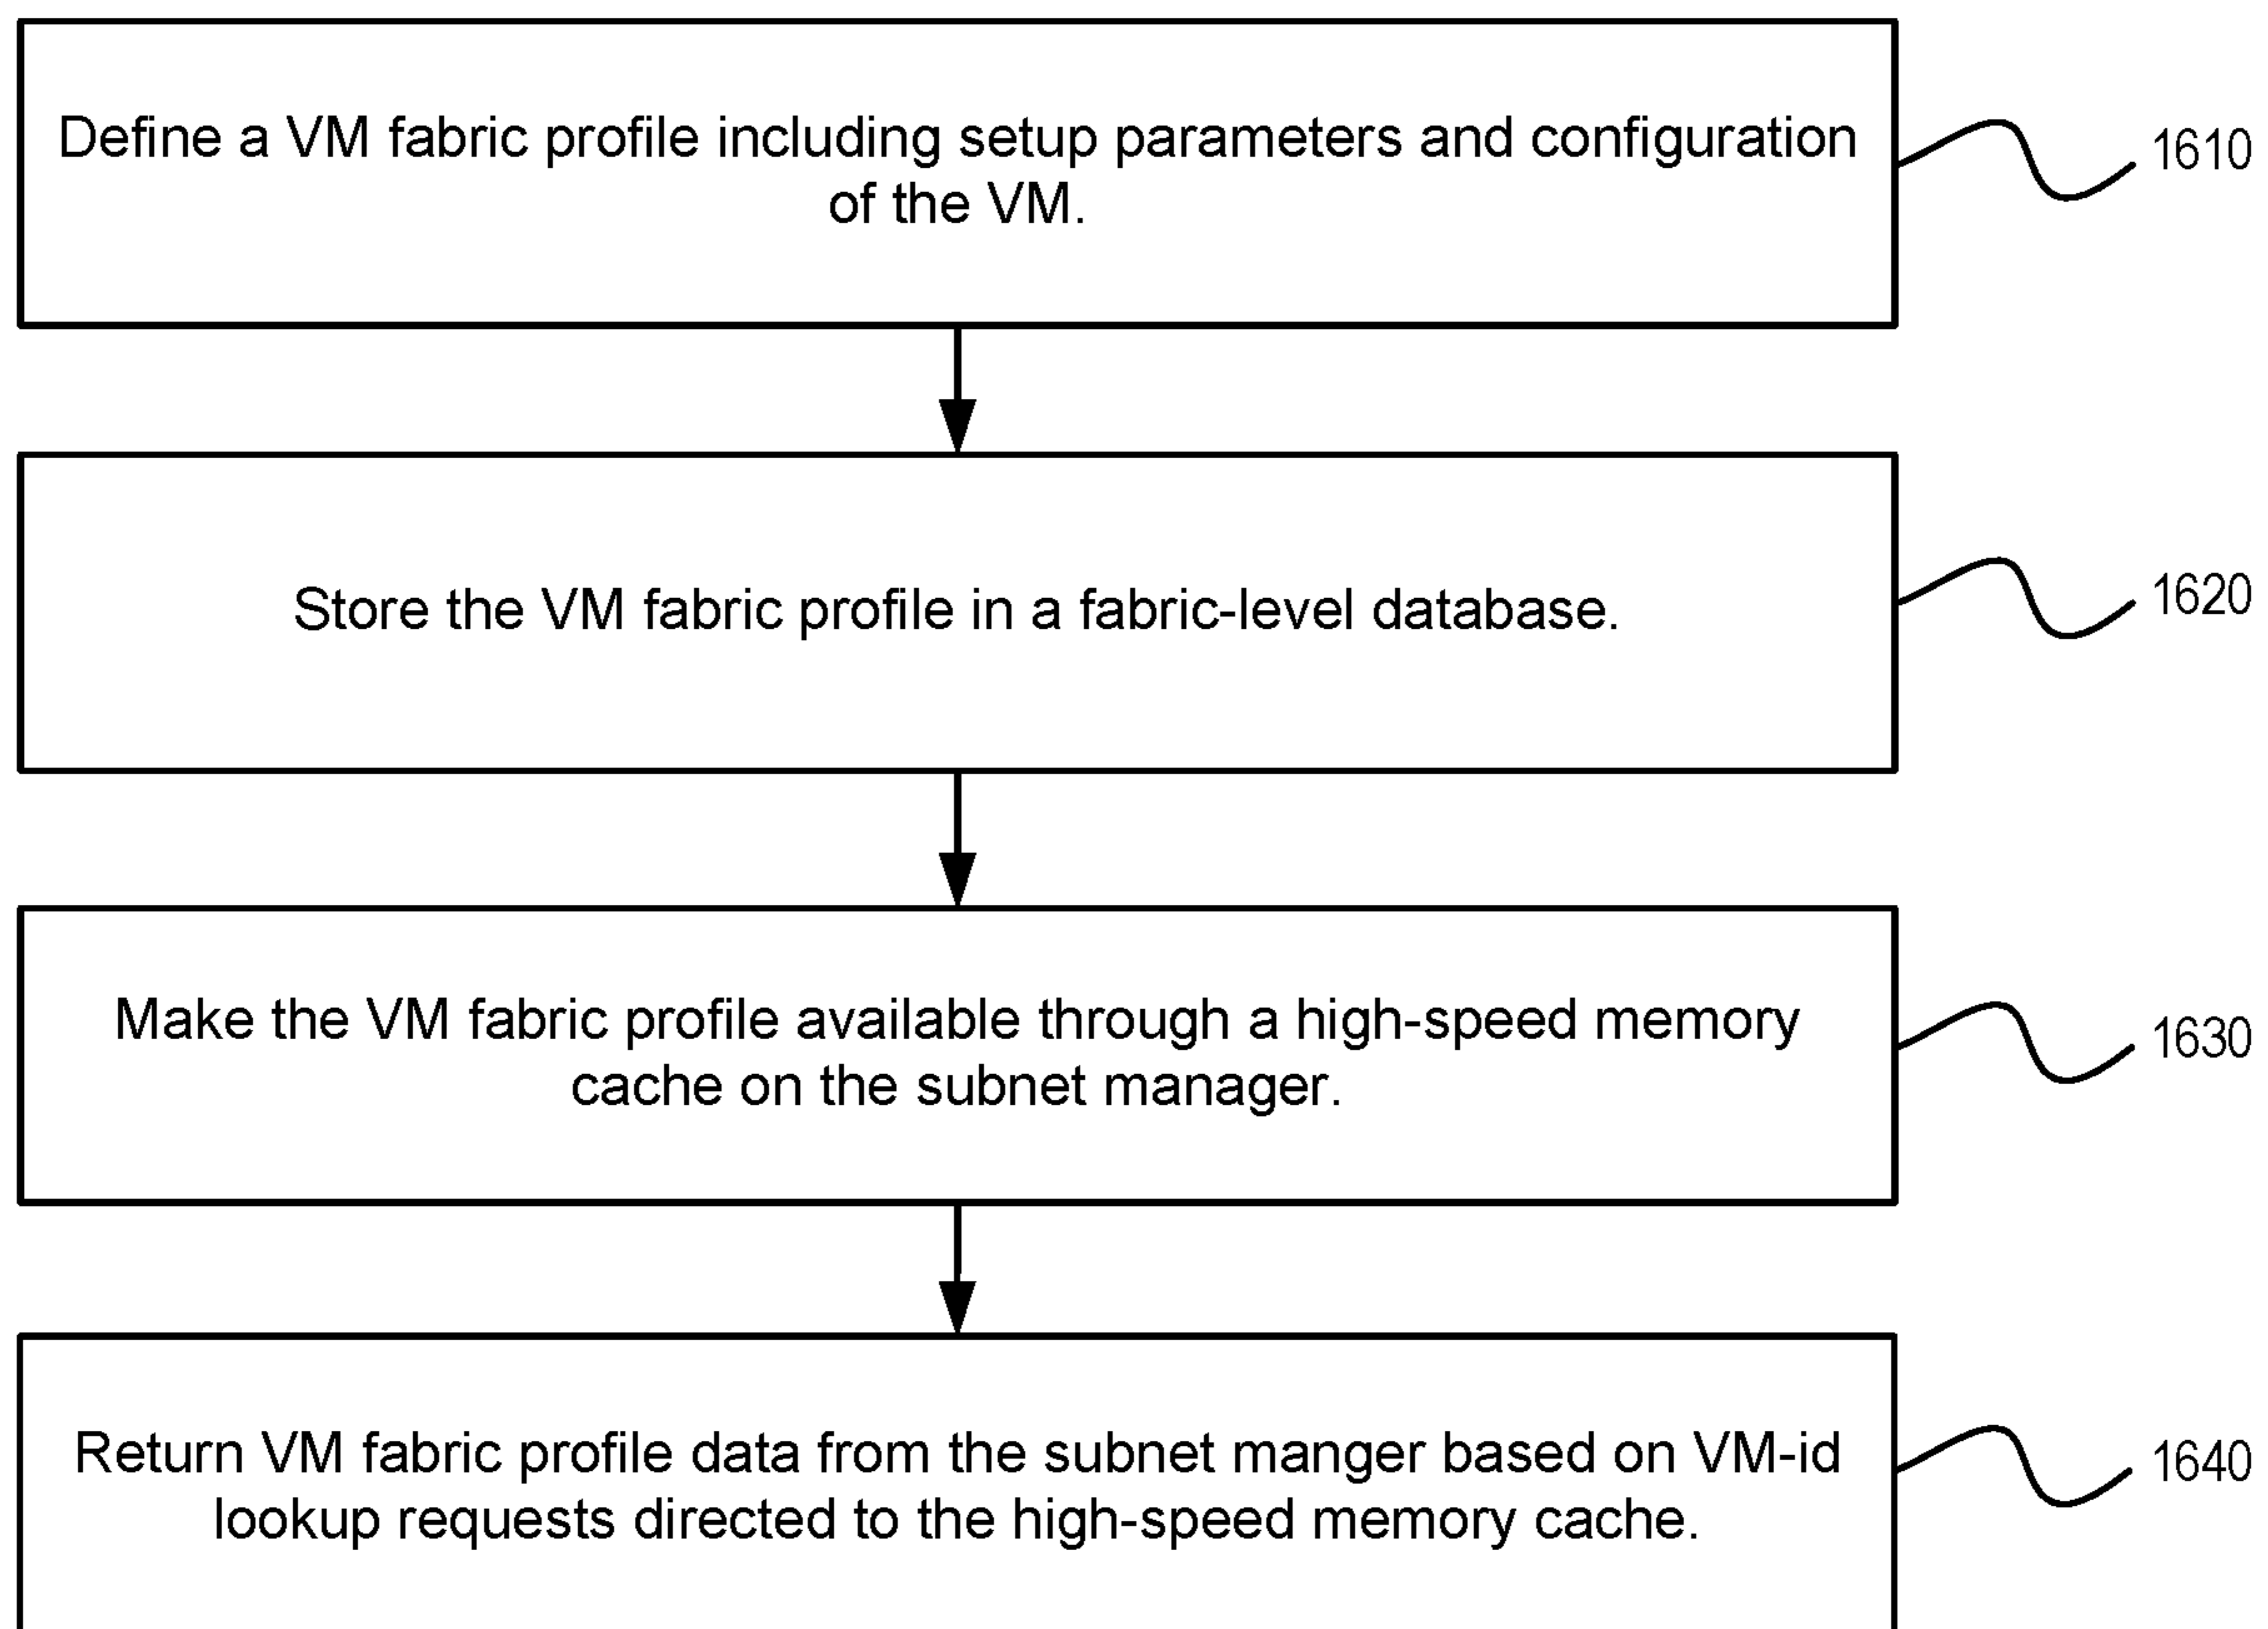 Define a VM fabric profile including setup parameters and configuration
of the VM.
1610
Store the VM fabric profile in a fabric-level database.
1620
Make the VM fabric profile available through a high-speed memory
cache on the subnet manager.
1630
Return VM fabric profile data from the subnet manger based on VM-id
lookup requests directed to the high-speed memory cache.
1640